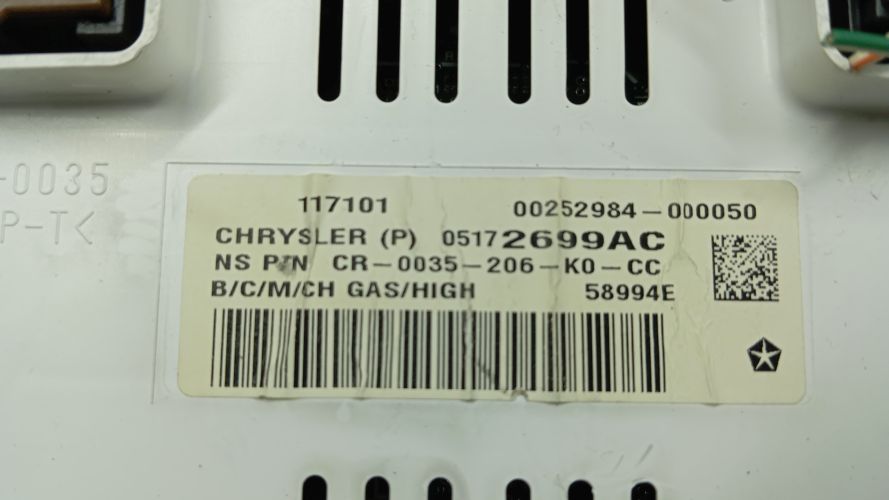 -0035
P-T<
117101 00252984-000050
CHRYSLER (P) 05172699AC
NS P/N CR-0035-206-K0-CC
B/C/M/CH GAS/HIGH 58994E